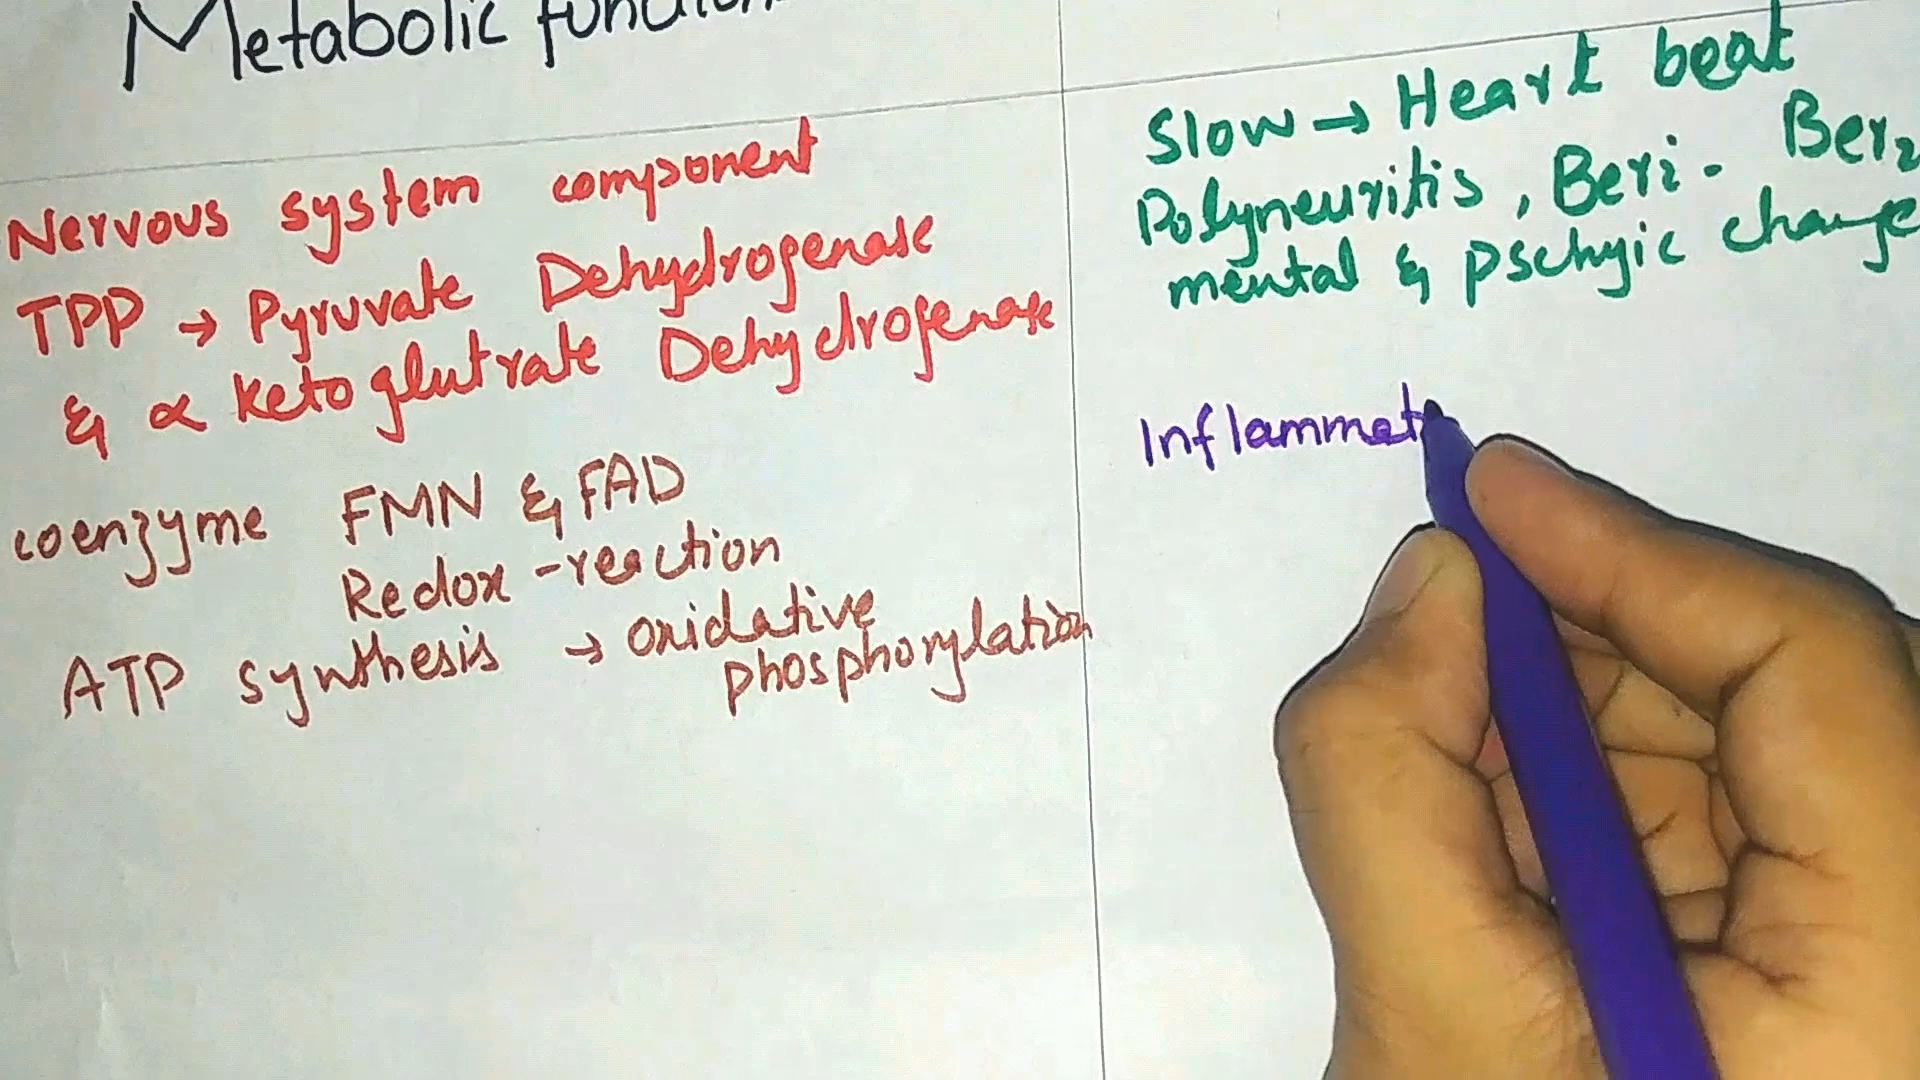 Metabolic function
Nervous system component
TPP → Pyruvate Dehydrogenase
& α Ketoglutrate Dehydrogenase
coenzyme FMN & FAD
Redox-reaction
ATP synthesis → oxidative
phosphorylation
Slow → Heart beat
Polyneuritis, Beri-Beri
mental & pschyic change
Inflammat